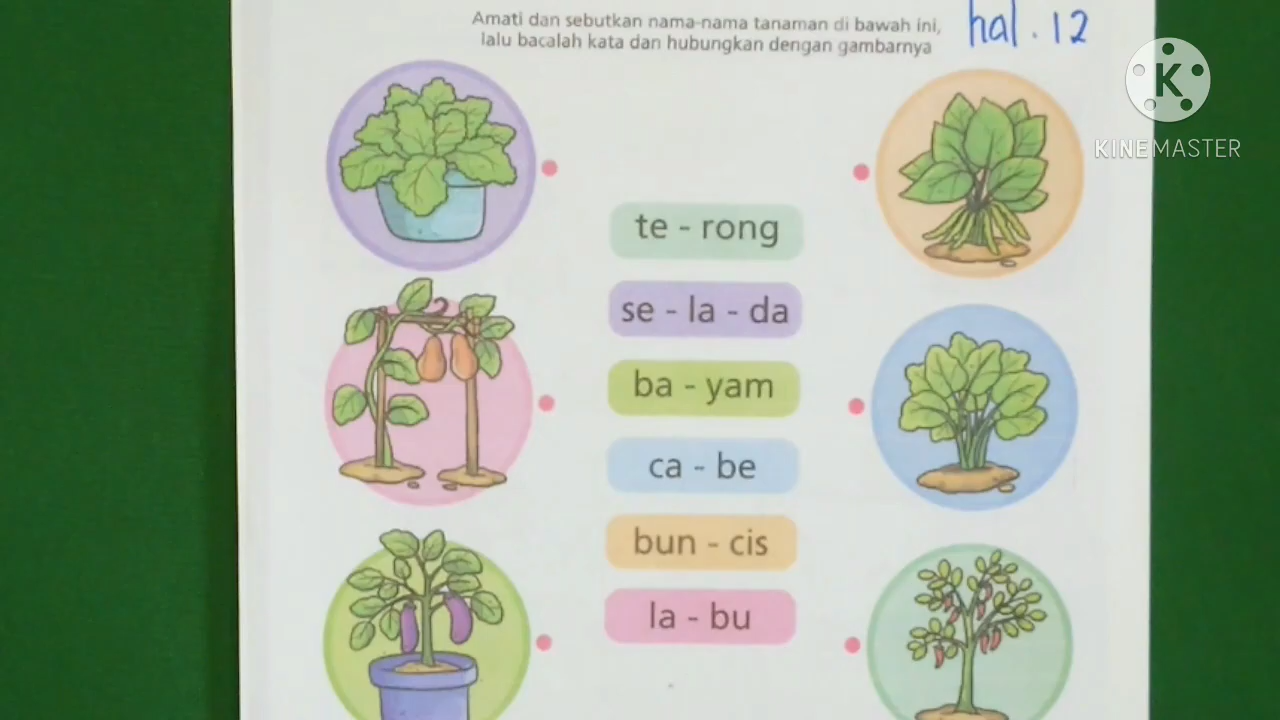 Amati dan sebutkan nama-nama tanaman di bawah ini,
lalu bacalah kata dan hubungkan dengan gambarnya
hal. 12
K
KINEMASTER
te - rong
se - la - da
ba - yam
ca - be
bun - cis
la - bu